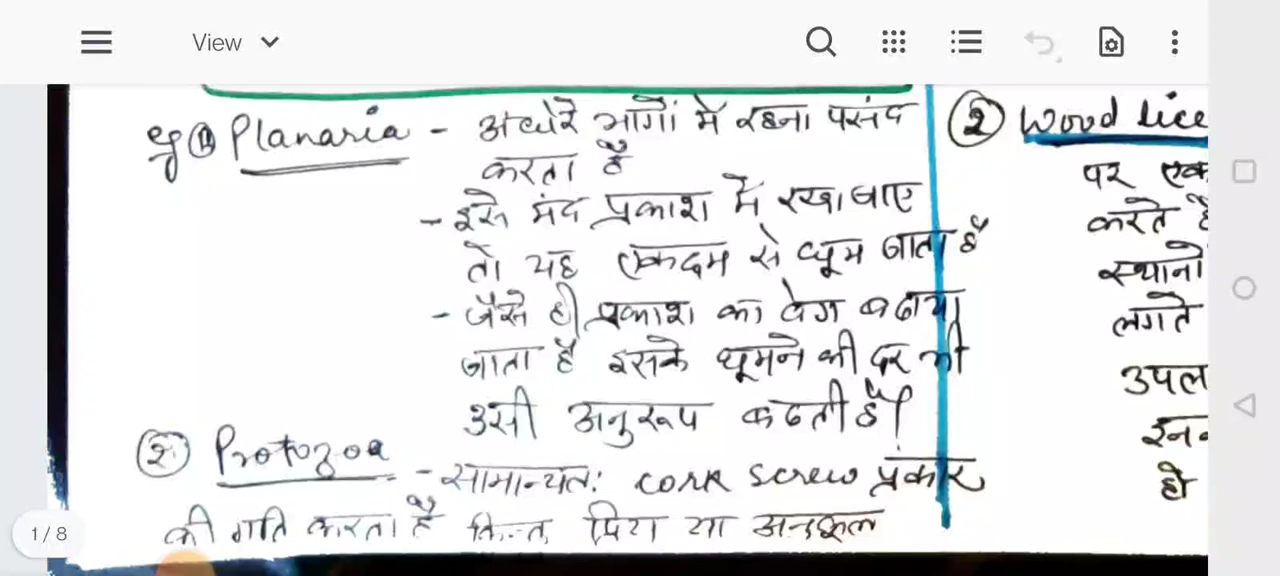 View
eg ① Planaria - अंधेरे भागों में रहना पसंद
करता है
- इसे मंद प्रकाश में रखा जाए
तो यह एकदम से घूम जाता है
- जैसे ही प्रकाश का वेग बढाया
जाता है इसके घूमने की दर भी
उसी अनुरूप बढती है।
② Protozoa - सामान्यतः cork screw प्रकार
की गति करता है किन्तु प्रिय या अनुकूल
② Wood lice
पर एक
करते है
स्थानो
लगते
उपल
इन
हो
1 / 8